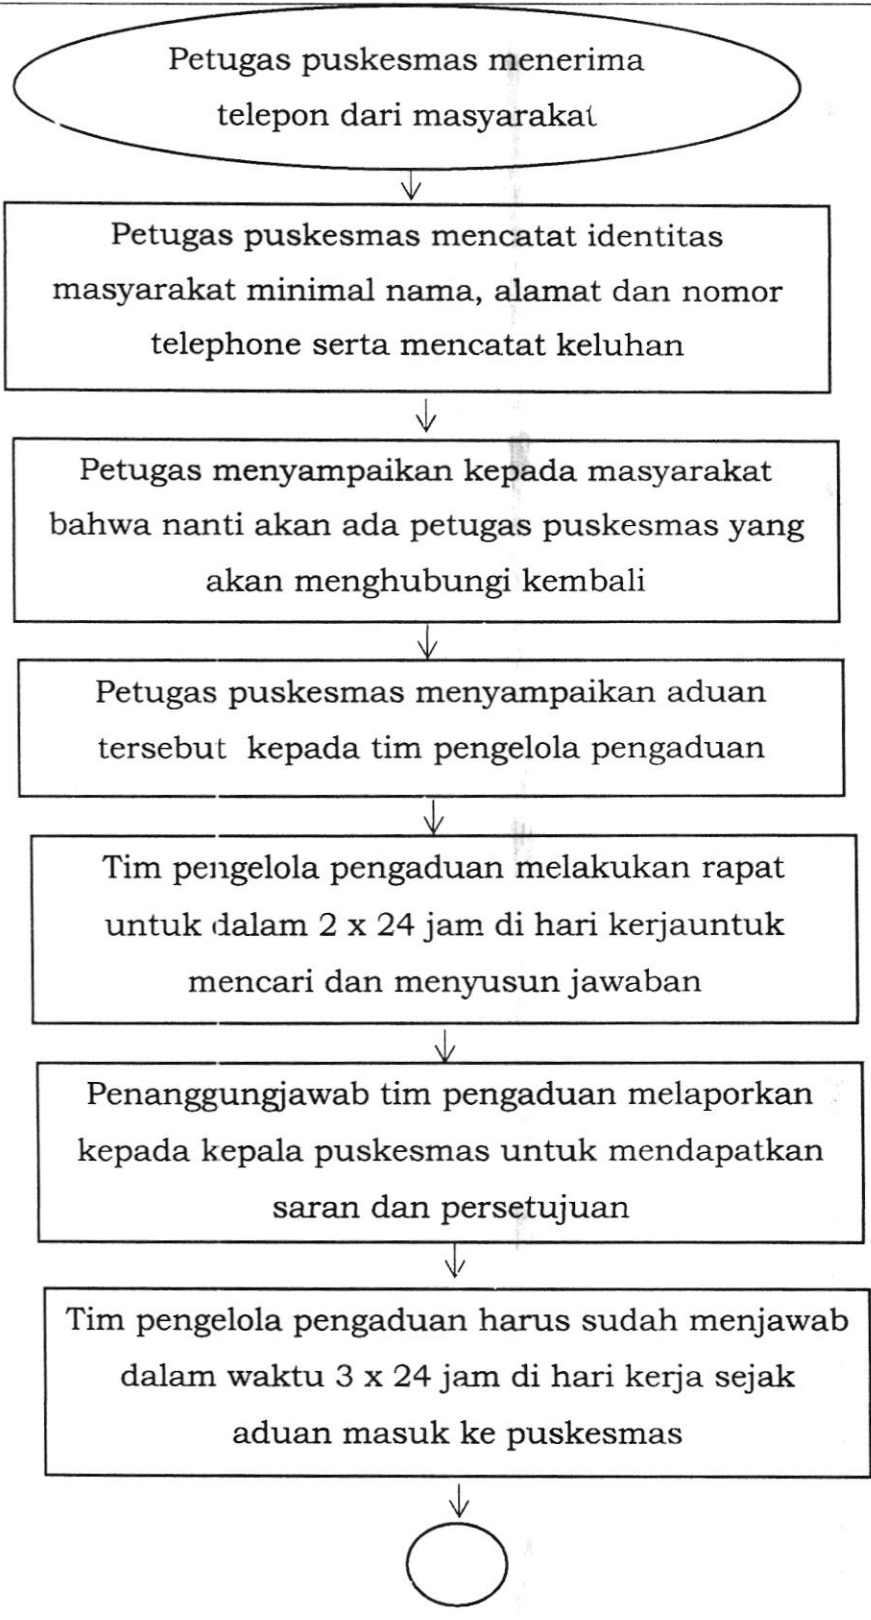 Petugas puskesmas menerima
telepon dari masyarakat
Petugas puskesmas mencatat identitas
masyarakat minimal nama, alamat dan nomor
telephone serta mencatat keluhan
Petugas menyampaikan kepada masyarakat
bahwa nanti akan ada petugas puskesmas yang
akan menghubungi kembali
Petugas puskesmas menyampaikan aduan
tersebut kepada tim pengelola pengaduan
Tim pengelola pengaduan melakukan rapat
untuk dalam 2 x 24 jam di hari kerjauntuk
mencari dan menyusun jawaban
Penanggungjawab tim pengaduan melaporkan
kepada kepala puskesmas untuk mendapatkan
saran dan persetujuan
Tim pengelola pengaduan harus sudah menjawab
dalam waktu 3 x 24 jam di hari kerja sejak
aduan masuk ke puskesmas